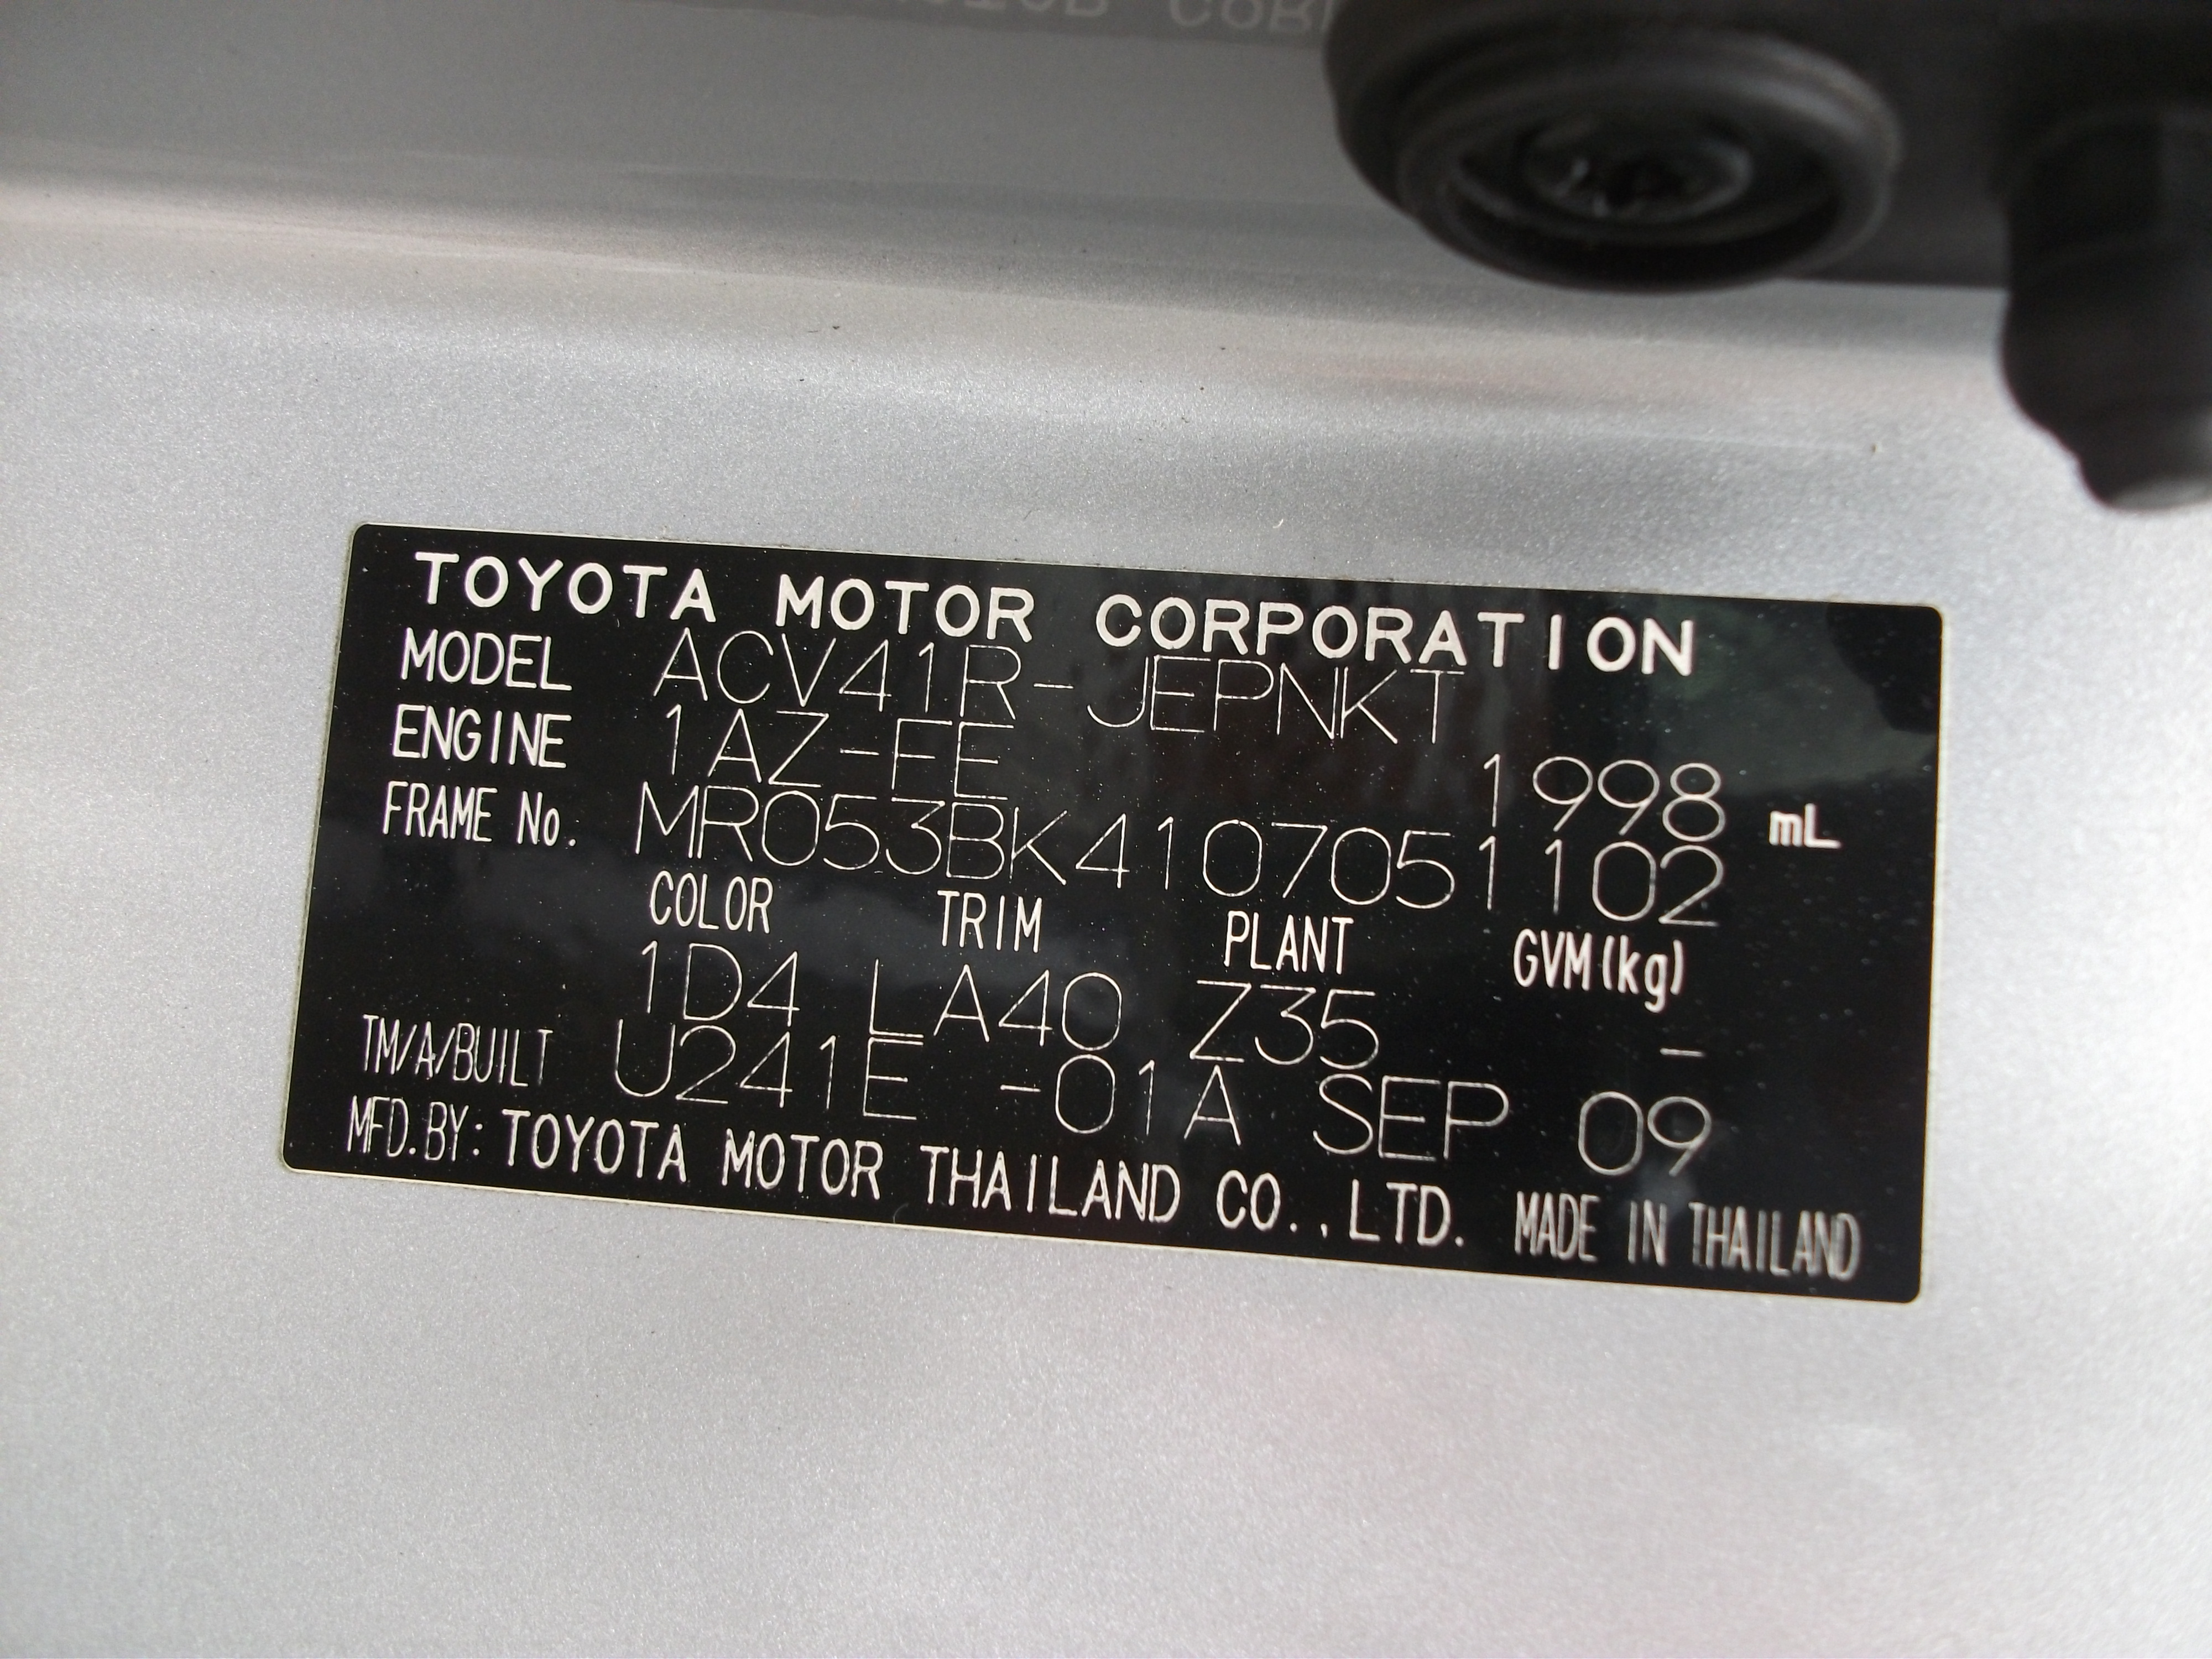 TOYOTA MOTOR CORPORATION
MODEL ACV41R-JEPNKT
ENGINE 1AZ-FE 1998 mL
FRAME No. MR053BK4107051102
COLOR TRIM PLANT GVM(kg)
1D4 LA40 Z35 -
TM/A/BUILT U241E -01A SEP 09
MFD.BY: TOYOTA MOTOR THAILAND CO.,LTD. MADE IN THAILAND